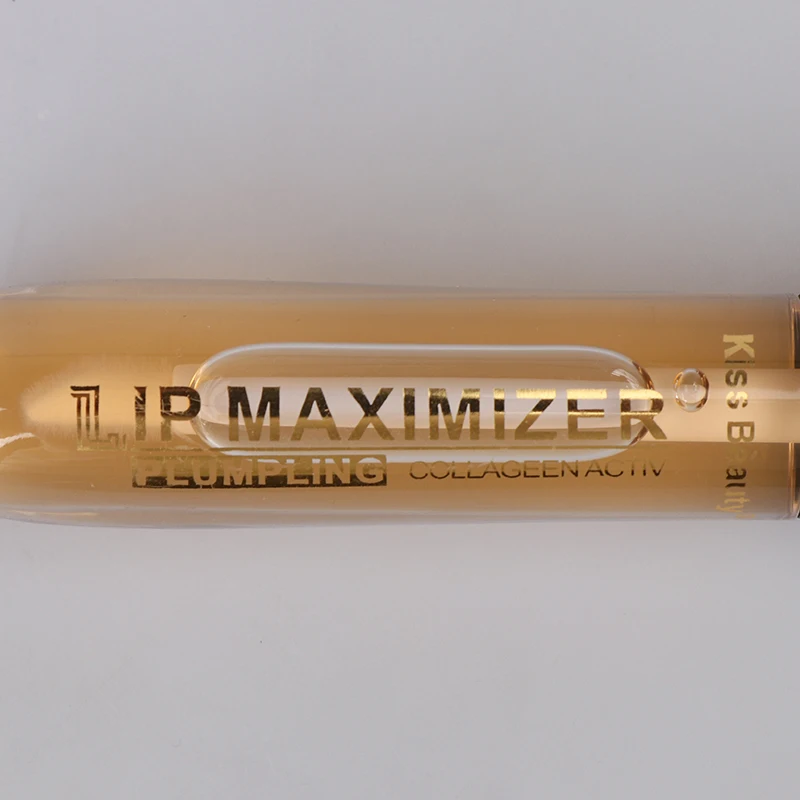 LIP MAXIMIZER
PLUMPLING COLLAGEEN ACTIV
Kiss Beauty